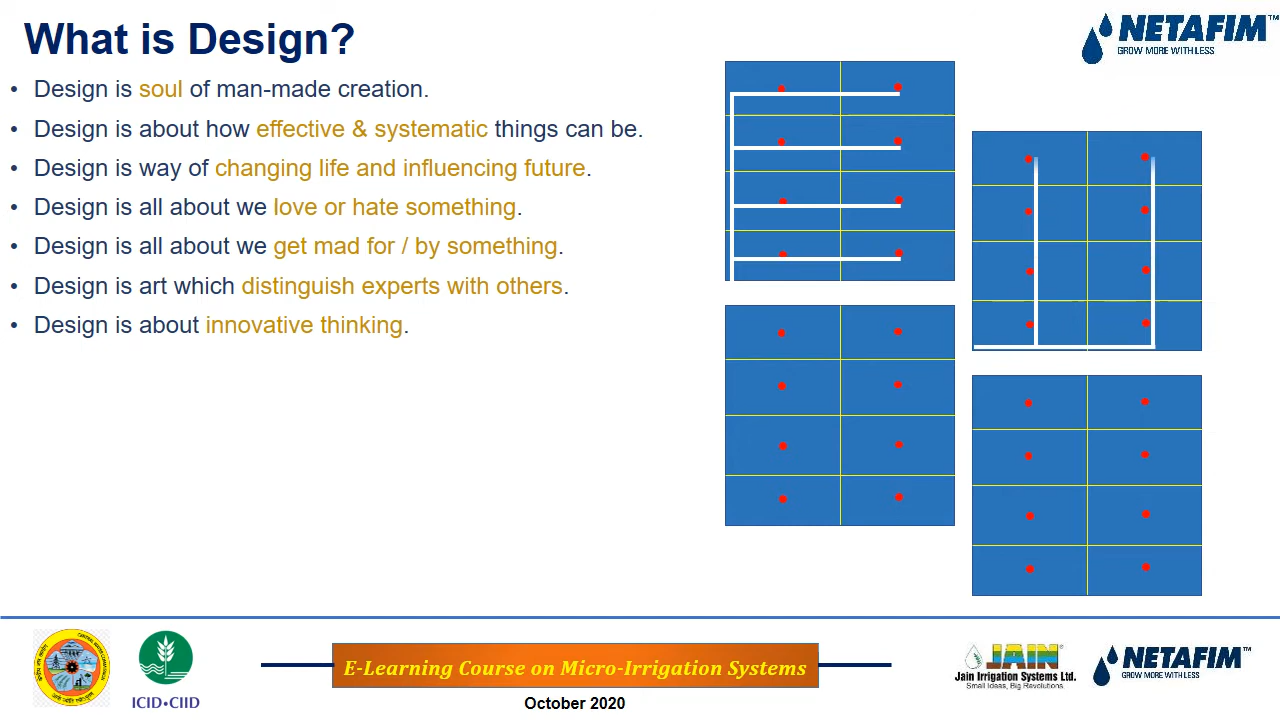 What is Design?
NETAFIM™
GROW MORE WITH LESS
• Design is soul of man-made creation.
• Design is about how effective & systematic things can be.
• Design is way of changing life and influencing future.
• Design is all about we love or hate something.
• Design is all about we get mad for / by something.
• Design is art which distinguish experts with others.
• Design is about innovative thinking.
ICID•CIID
E-Learning Course on Micro-Irrigation Systems
October 2020
JAIN®
Jain Irrigation Systems Ltd.
Small Ideas, Big Revolutions.
NETAFIM™
GROW MORE WITH LESS